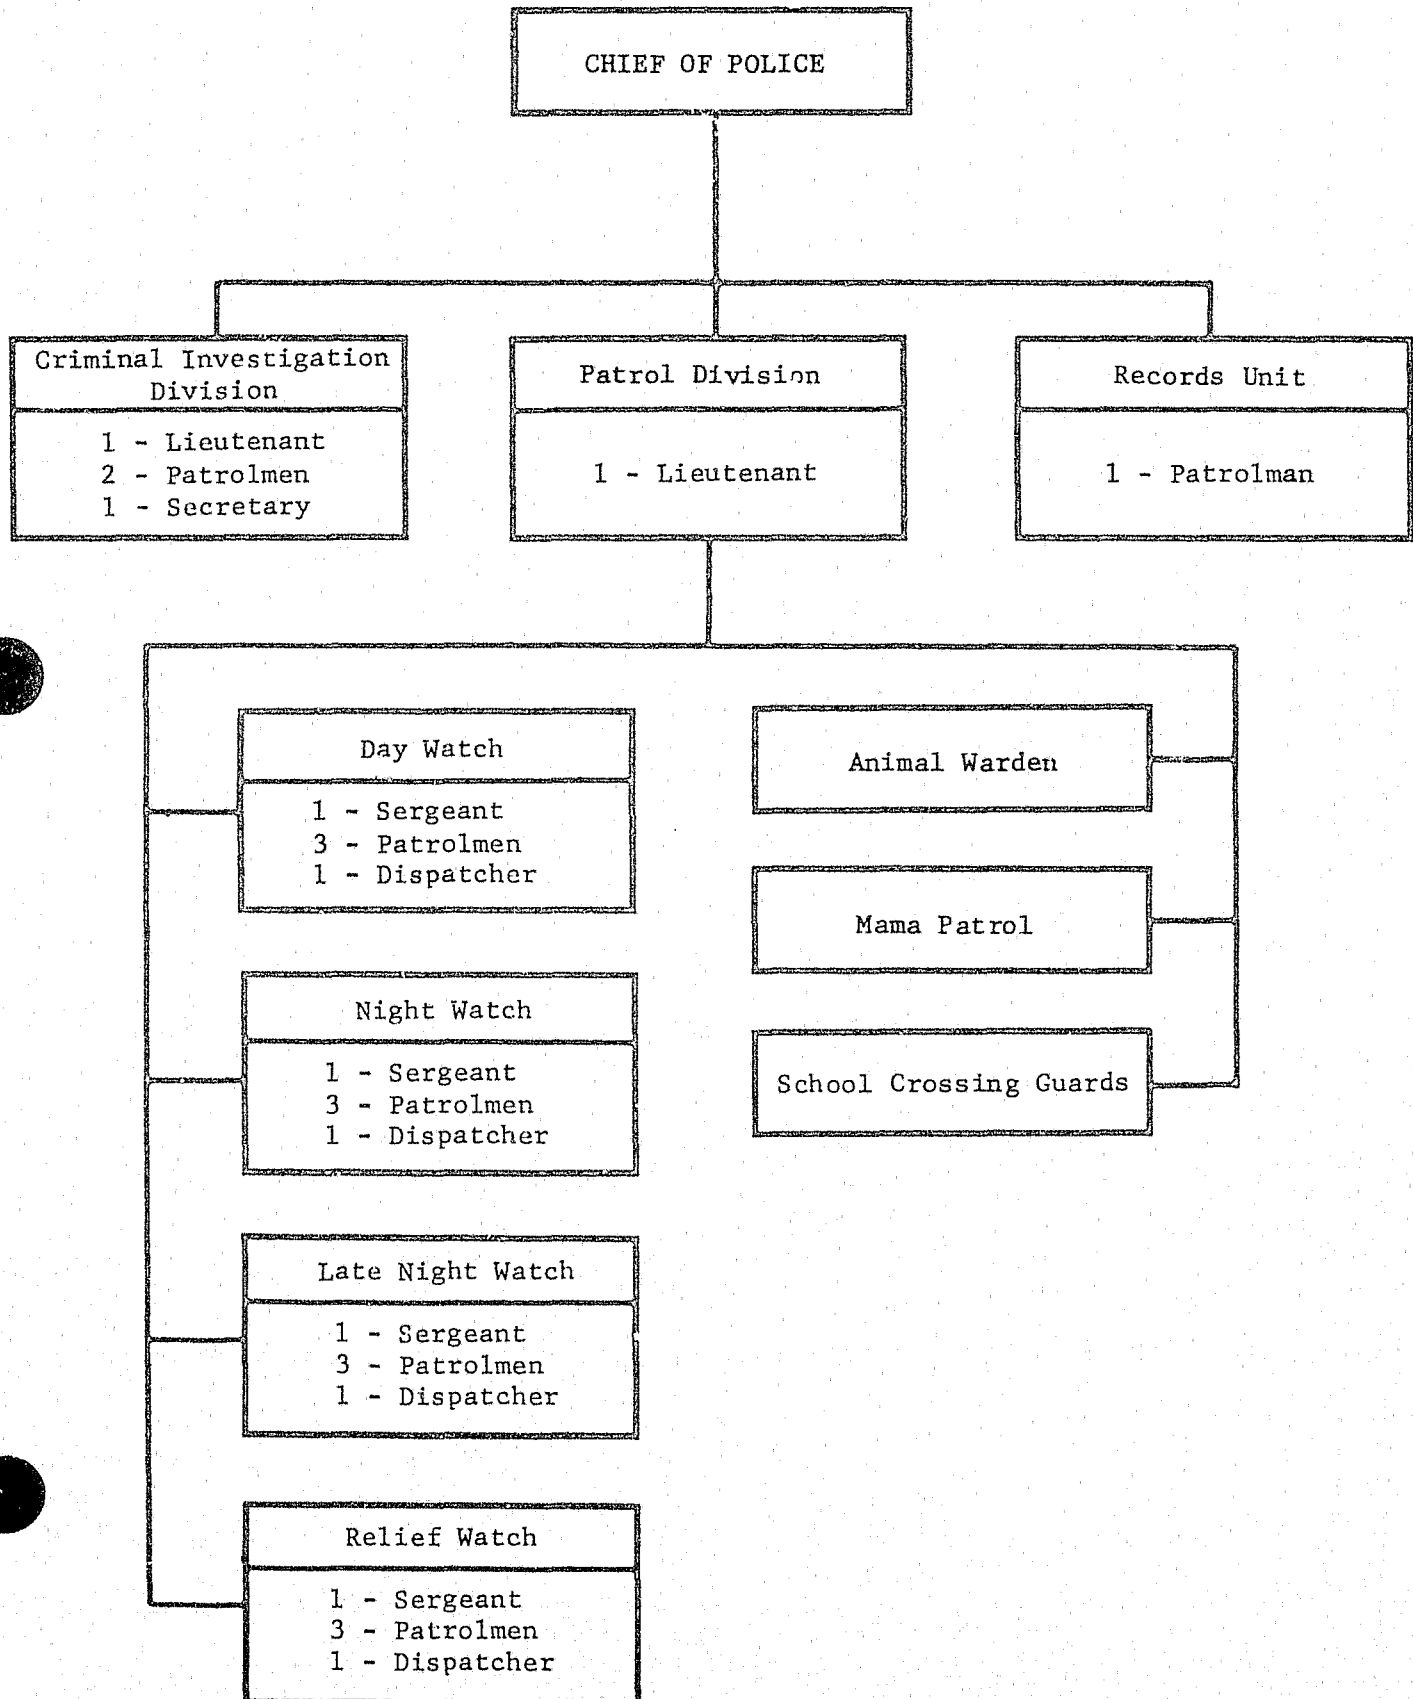 CHIEF OF POLICE
Criminal Investigation
Division
1 - Lieutenant
2 - Patrolmen
1 - Secretary
Patrol Division
1 - Lieutenant
Records Unit
1 - Patrolman
Day Watch
1 - Sergeant
3 - Patrolmen
1 - Dispatcher
Night Watch
1 - Sergeant
3 - Patrolmen
1 - Dispatcher
Late Night Watch
1 - Sergeant
3 - Patrolmen
1 - Dispatcher
Relief Watch
1 - Sergeant
3 - Patrolmen
1 - Dispatcher
Animal Warden
Mama Patrol
School Crossing Guards